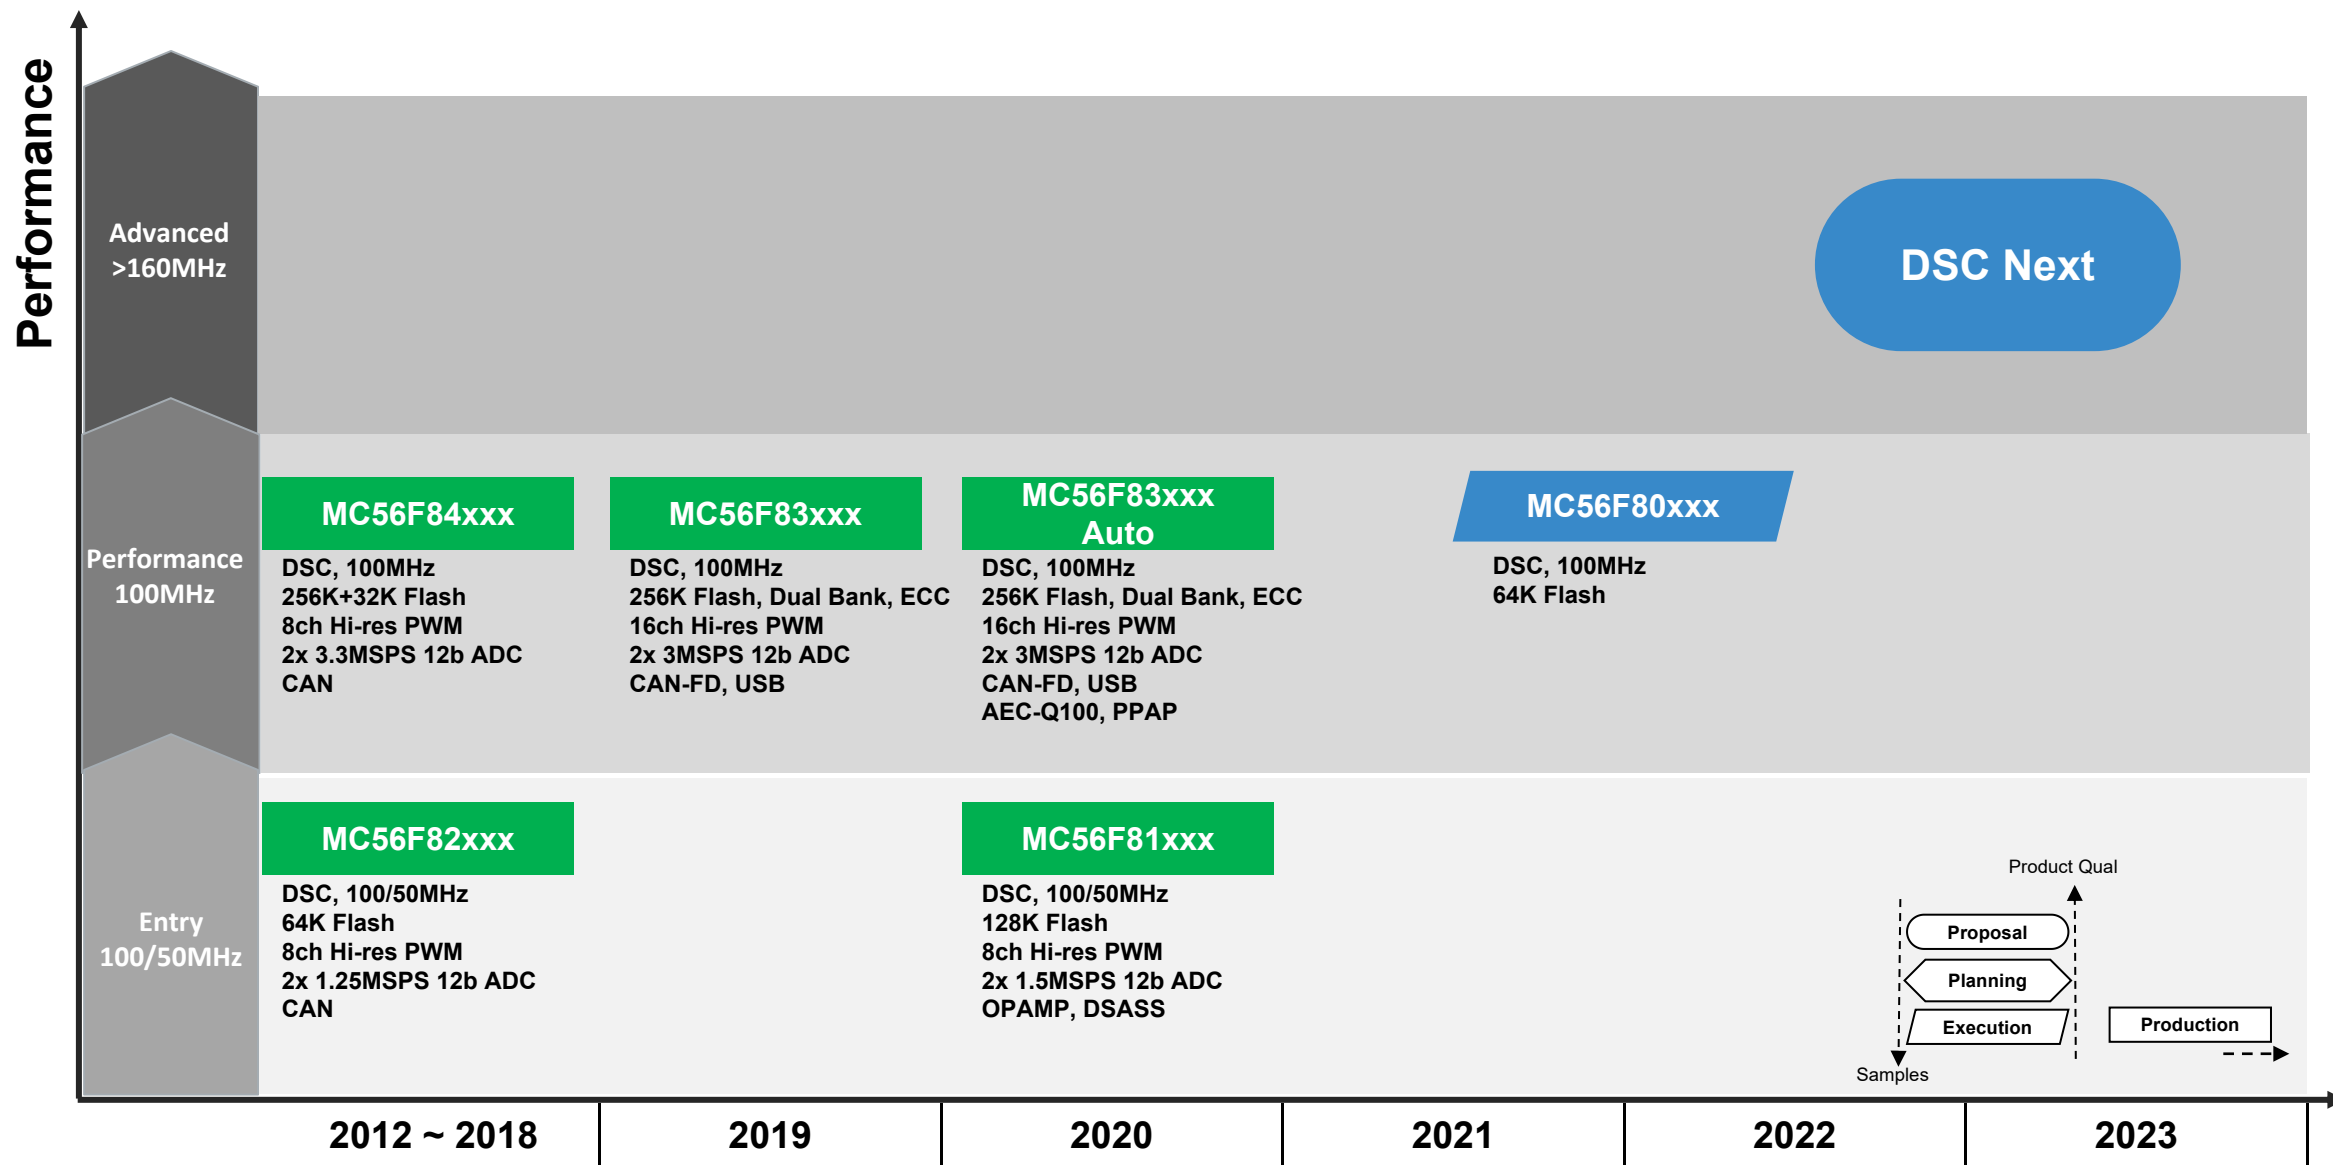 Performance
Advanced
>160MHz
DSC Next
Performance
100MHz
MC56F84xxx
DSC, 100MHz
256K+32K Flash
8ch Hi-res PWM
2x 3.3MSPS 12b ADC
CAN
MC56F83xxx
DSC, 100MHz
256K Flash, Dual Bank, ECC
16ch Hi-res PWM
2x 3MSPS 12b ADC
CAN-FD, USB
MC56F83xxx
Auto
DSC, 100MHz
256K Flash, Dual Bank, ECC
16ch Hi-res PWM
2x 3MSPS 12b ADC
CAN-FD, USB
AEC-Q100, PPAP
MC56F80xxx
DSC, 100MHz
64K Flash
Entry
100/50MHz
MC56F82xxx
DSC, 100/50MHz
64K Flash
8ch Hi-res PWM
2x 1.25MSPS 12b ADC
CAN
MC56F81xxx
DSC, 100/50MHz
128K Flash
8ch Hi-res PWM
2x 1.5MSPS 12b ADC
OPAMP, DSASS
Product Qual
Proposal
Planning
Execution
Production
Samples
2012 ~ 2018
2019
2020
2021
2022
2023